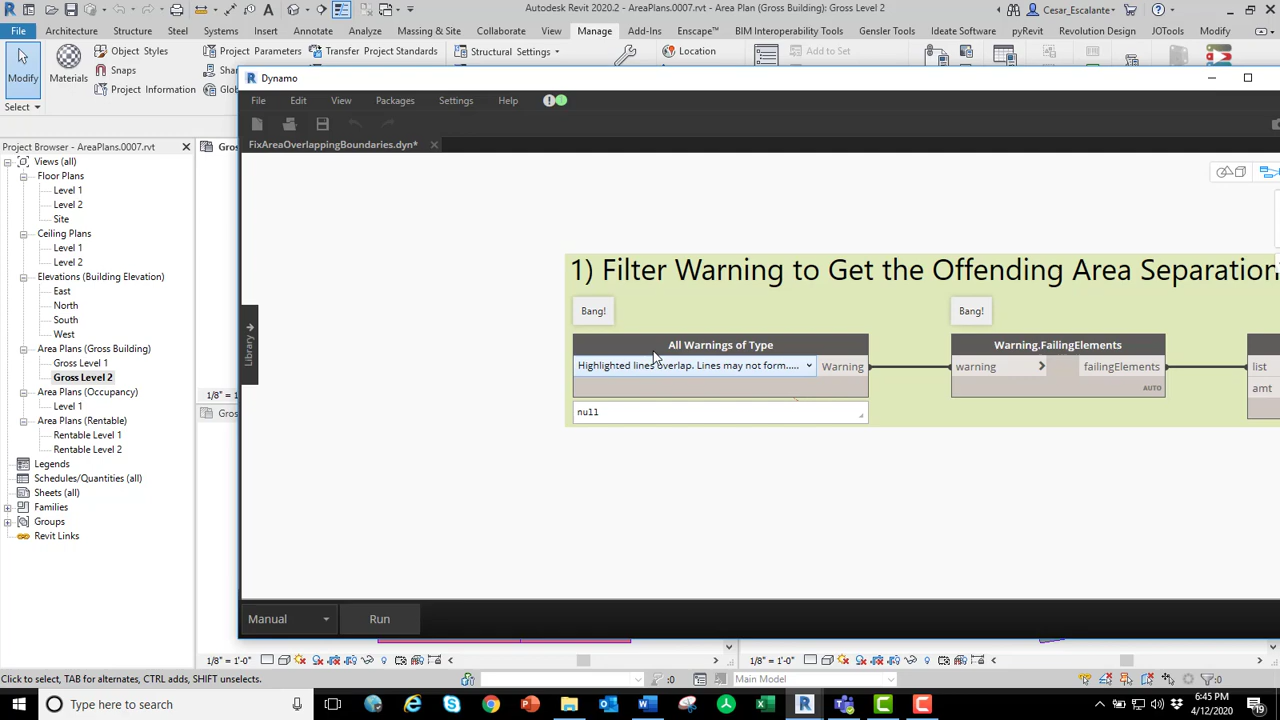 Autodesk Revit 2020.2 - AreaPlans.0007.rvt - Area Plan (Gross Building): Gross Level 2
Cesar_Escalante
File Architecture Structure Steel Systems Insert Annotate Analyze Massing & Site Collaborate View Manage Add-Ins Enscape™ BIM Interoperability Tools Gensler Tools Ideate Software pyRevit Revolution Design JOTools Modify
Modify
Materials
Object Styles
Snaps
Project Information
Project Parameters
Transfer Project Standards
Structural Settings
Location
Add to Set
Select
Dynamo
File Edit View Packages Settings Help
FixAreaOverlappingBoundaries.dyn*
Project Browser - AreaPlans.0007.rvt
Views (all)
Floor Plans
Level 1
Level 2
Site
Ceiling Plans
Level 1
Level 2
Elevations (Building Elevation)
East
North
South
West
Area Plans (Gross Building)
Gross Level 1
Gross Level 2
Area Plans (Occupancy)
Level 1
Area Plans (Rentable)
Rentable Level 1
Rentable Level 2
Legends
Schedules/Quantities (all)
Sheets (all)
Families
Groups
Revit Links
1/8" = 1'
Library
1) Filter Warning to Get the Offending Area Separation
Bang!
Bang!
All Warnings of Type
Highlighted lines overlap. Lines may not form.....
Warning
null
Warning.FailingElements
warning
failingElements
AUTO
list
amt
Manual
Run
1/8" = 1'-0"
1/8" = 1'-0"
Click to select, TAB for alternates, CTRL adds, SHIFT unselects.
:0
Main Model
:0
Type here to search
6:45 PM
4/12/2020
19